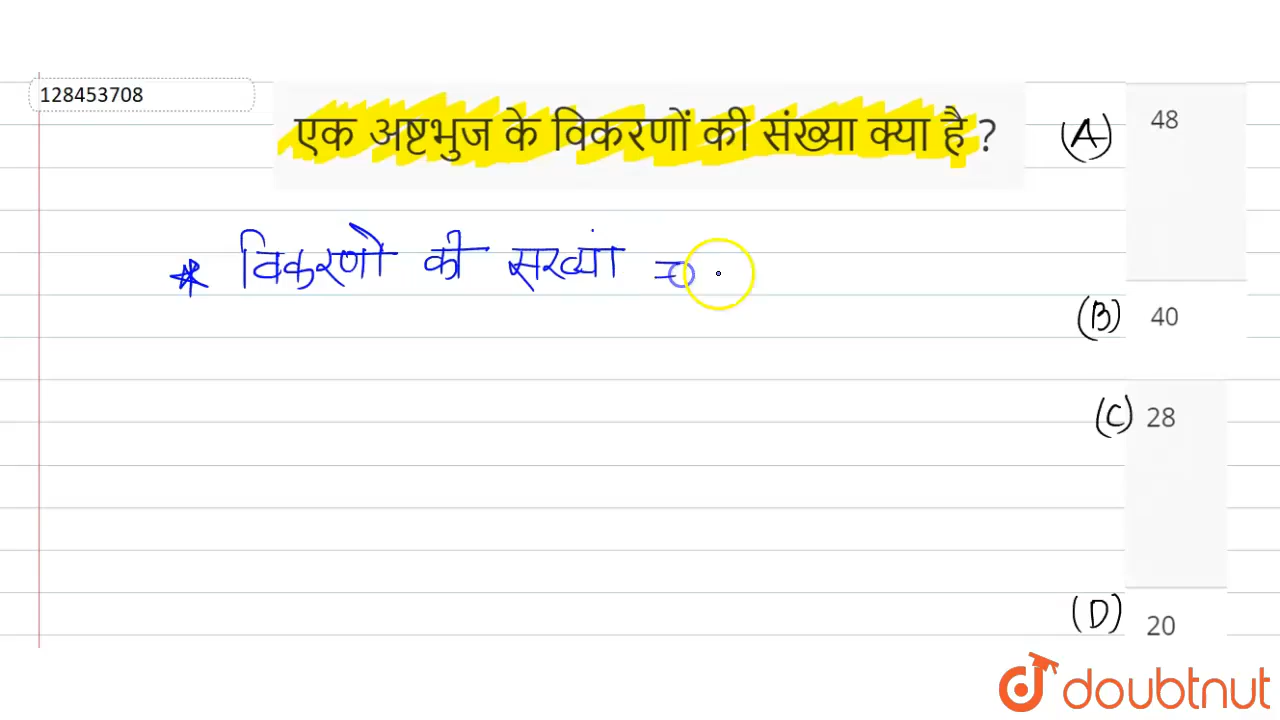 128453708
एक अष्टभुज के विकरणों की संख्या क्या है ?
(A) 48
* विकरणो की सख्यां =
(B) 40
(C) 28
(D) 20
doubtnut